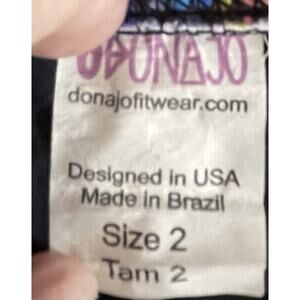 DONAJO
donajofitwear.com
Designed in USA
Made in Brazil
Size 2
Tam 2